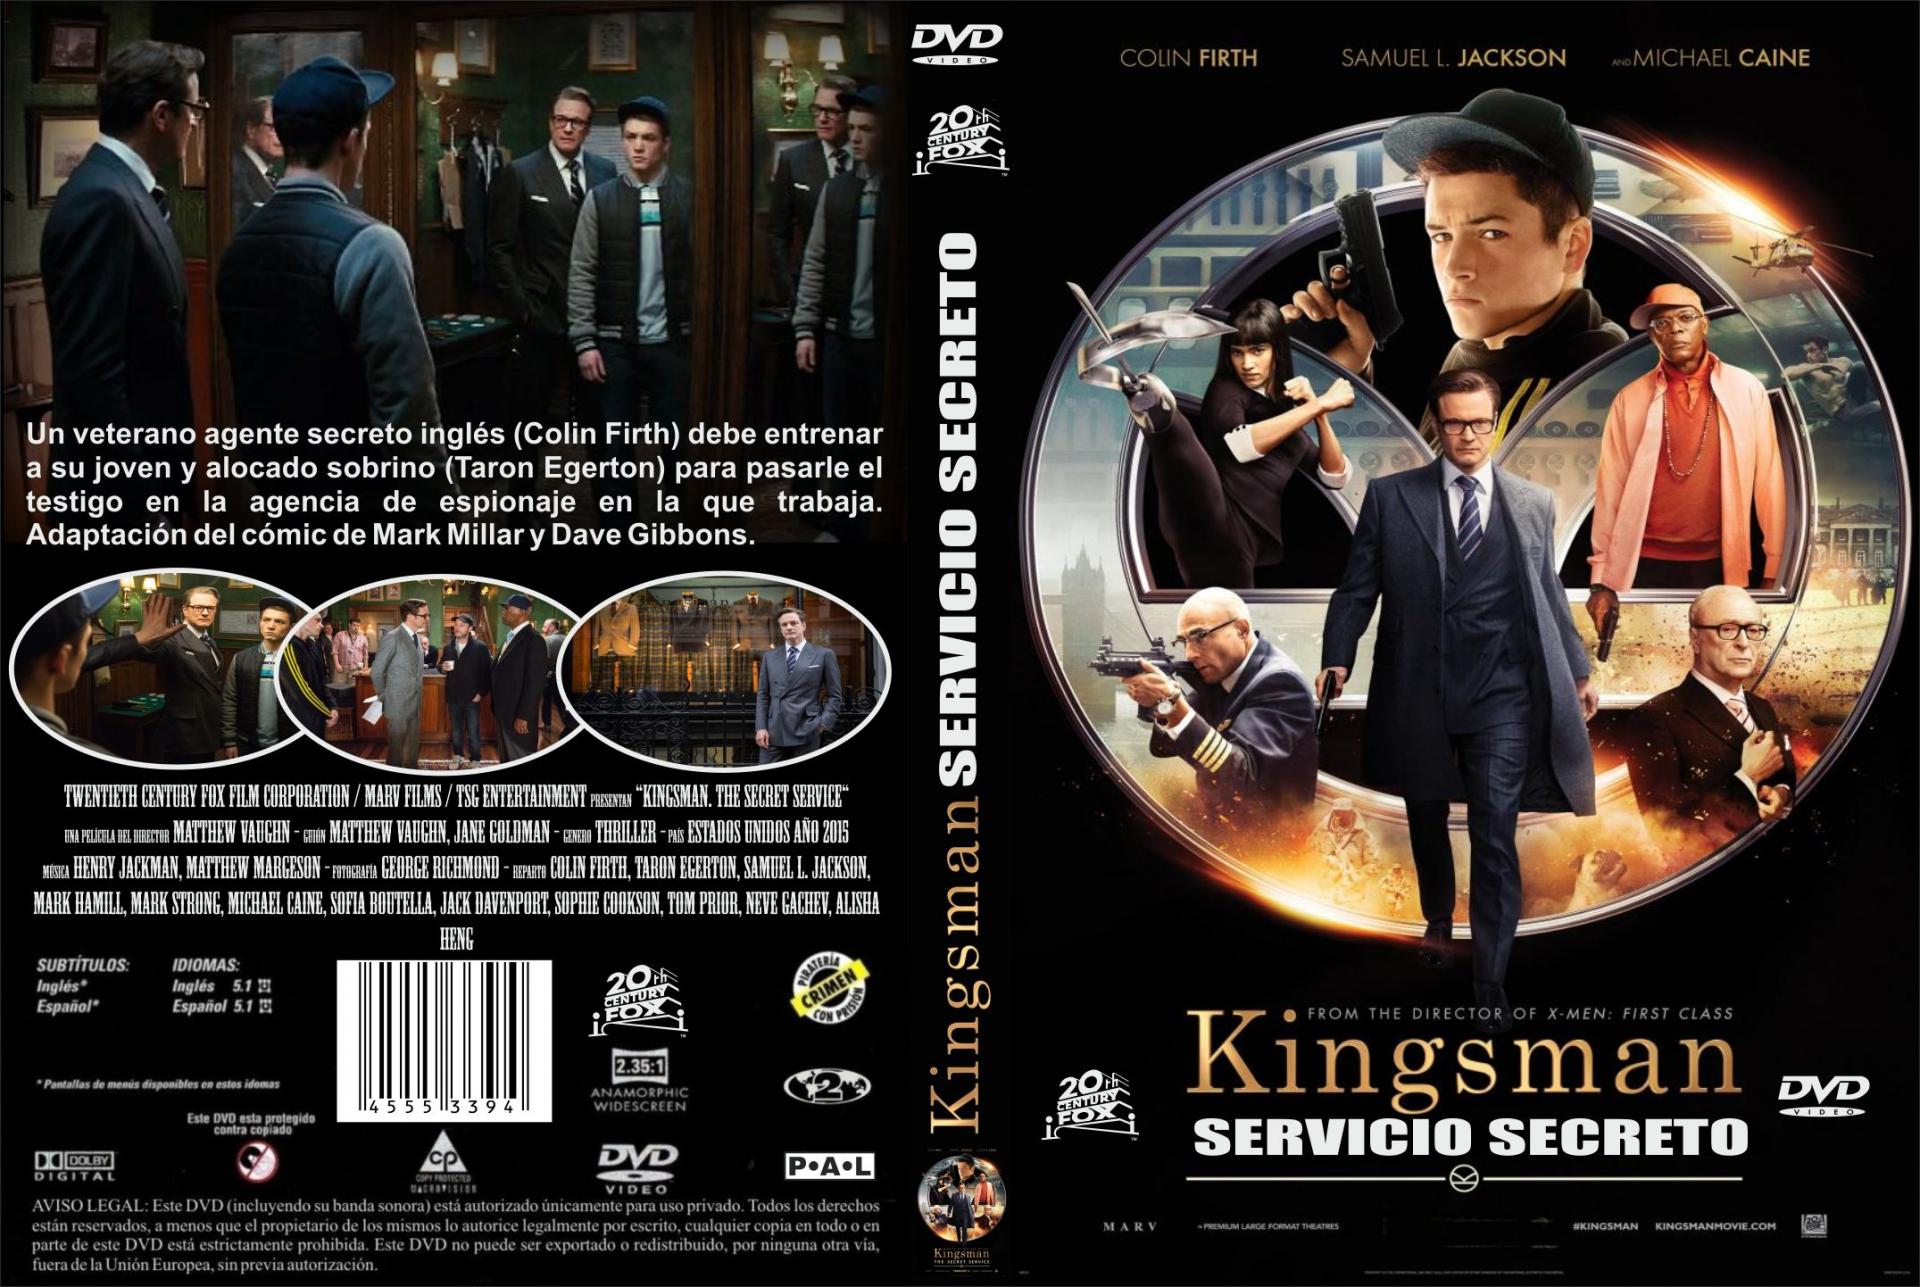 Un veterano agente secreto inglés (Colin Firth) debe entrenar
a su joven y alocado sobrino (Taron Egerton) para pasarle el
testigo en la agencia de espionaje en la que trabaja.
Adaptación del cómic de Mark Millar y Dave Gibbons.
TWENTIETH CENTURY FOX FILM CORPORATION / MARV FILMS / TSG ENTERTAINMENT PRESENTAN “KINGSMAN. THE SECRET SERVICE“
UNA PELÍCULA DEL DIRECTOR MATTHEW VAUGHN - GUIÓN MATTHEW VAUGHN, JANE GOLDMAN - GENERO THRILLER - PAÍS ESTADOS UNIDOS AÑO 2015
MÚSICA HENRY JACKMAN, MATTHEW MARGESON - FOTOGRAFÍA GEORGE RICHMOND - REPARTO COLIN FIRTH, TARON EGERTON, SAMUEL L. JACKSON,
MARK HAMILL, MARK STRONG, MICHAEL CAINE, SOFIA BOUTELLA, JACK DAVENPORT, SOPHIE COOKSON, TOM PRIOR, NEVE GACHEV, ALISHA
HENG
SUBTÍTULOS:
Inglés*
Español*
IDIOMAS:
Inglés 5.1
Español 5.1
* Pantallas de menús disponibles en estos idomas
Este DVD esta protegido
contra copiado
4555 3394
20TH
CENTURY
FOX
2.35:1
ANAMORPHIC
WIDESCREEN
PIRATERÍA
CRIMEN
CON PRISIÓN
2
DOLBY
DIGITAL
cp
COPY PROTECTED
MACROVISION
DVD
VIDEO
P•A•L
AVISO LEGAL: Este DVD (incluyendo su banda sonora) está autorizado únicamente para uso privado. Todos los derechos
están reservados, a menos que el propietario de los mismos lo autorice legalmente por escrito, cualquier copia en todo o en
parte de este DVD está estrictamente prohibida. Este DVD no puede ser exportado o redistribuido, por ninguna otra vía,
fuera de la Unión Europea, sin previa autorización.
DVD
VIDEO
20TH
CENTURY
FOX
Kingsman SERVICIO SECRETO
Kingsman
THE SECRET SERVICE
COLIN FIRTH
SAMUEL L. JACKSON
AND MICHAEL CAINE
FROM THE DIRECTOR OF X-MEN: FIRST CLASS
Kingsman
SERVICIO SECRETO
20TH
CENTURY
FOX
DVD
VIDEO
MARV
PREMIUM LARGE FORMAT THEATRES
#KINGSMAN
KINGSMANMOVIE.COM